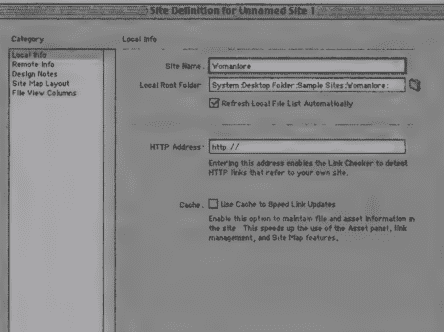 Site Definition for Unnamed Site 1
Category
Local Info
Remote Info
Design Notes
Site Map Layout
File View Columns
Local Info
Site Name: Womanlore
Local Root Folder: System:Desktop Folder:Sample Sites:Womanlore:
Refresh Local File List Automatically
HTTP Address: http://
Entering this address enables the Link Checker to detect
HTTP links that refer to your own site.
Cache: Use Cache to Speed Link Updates
Enable this option to maintain file and asset information in
the site. This speeds up the use of the Asset panel, link
management, and Site Map features.